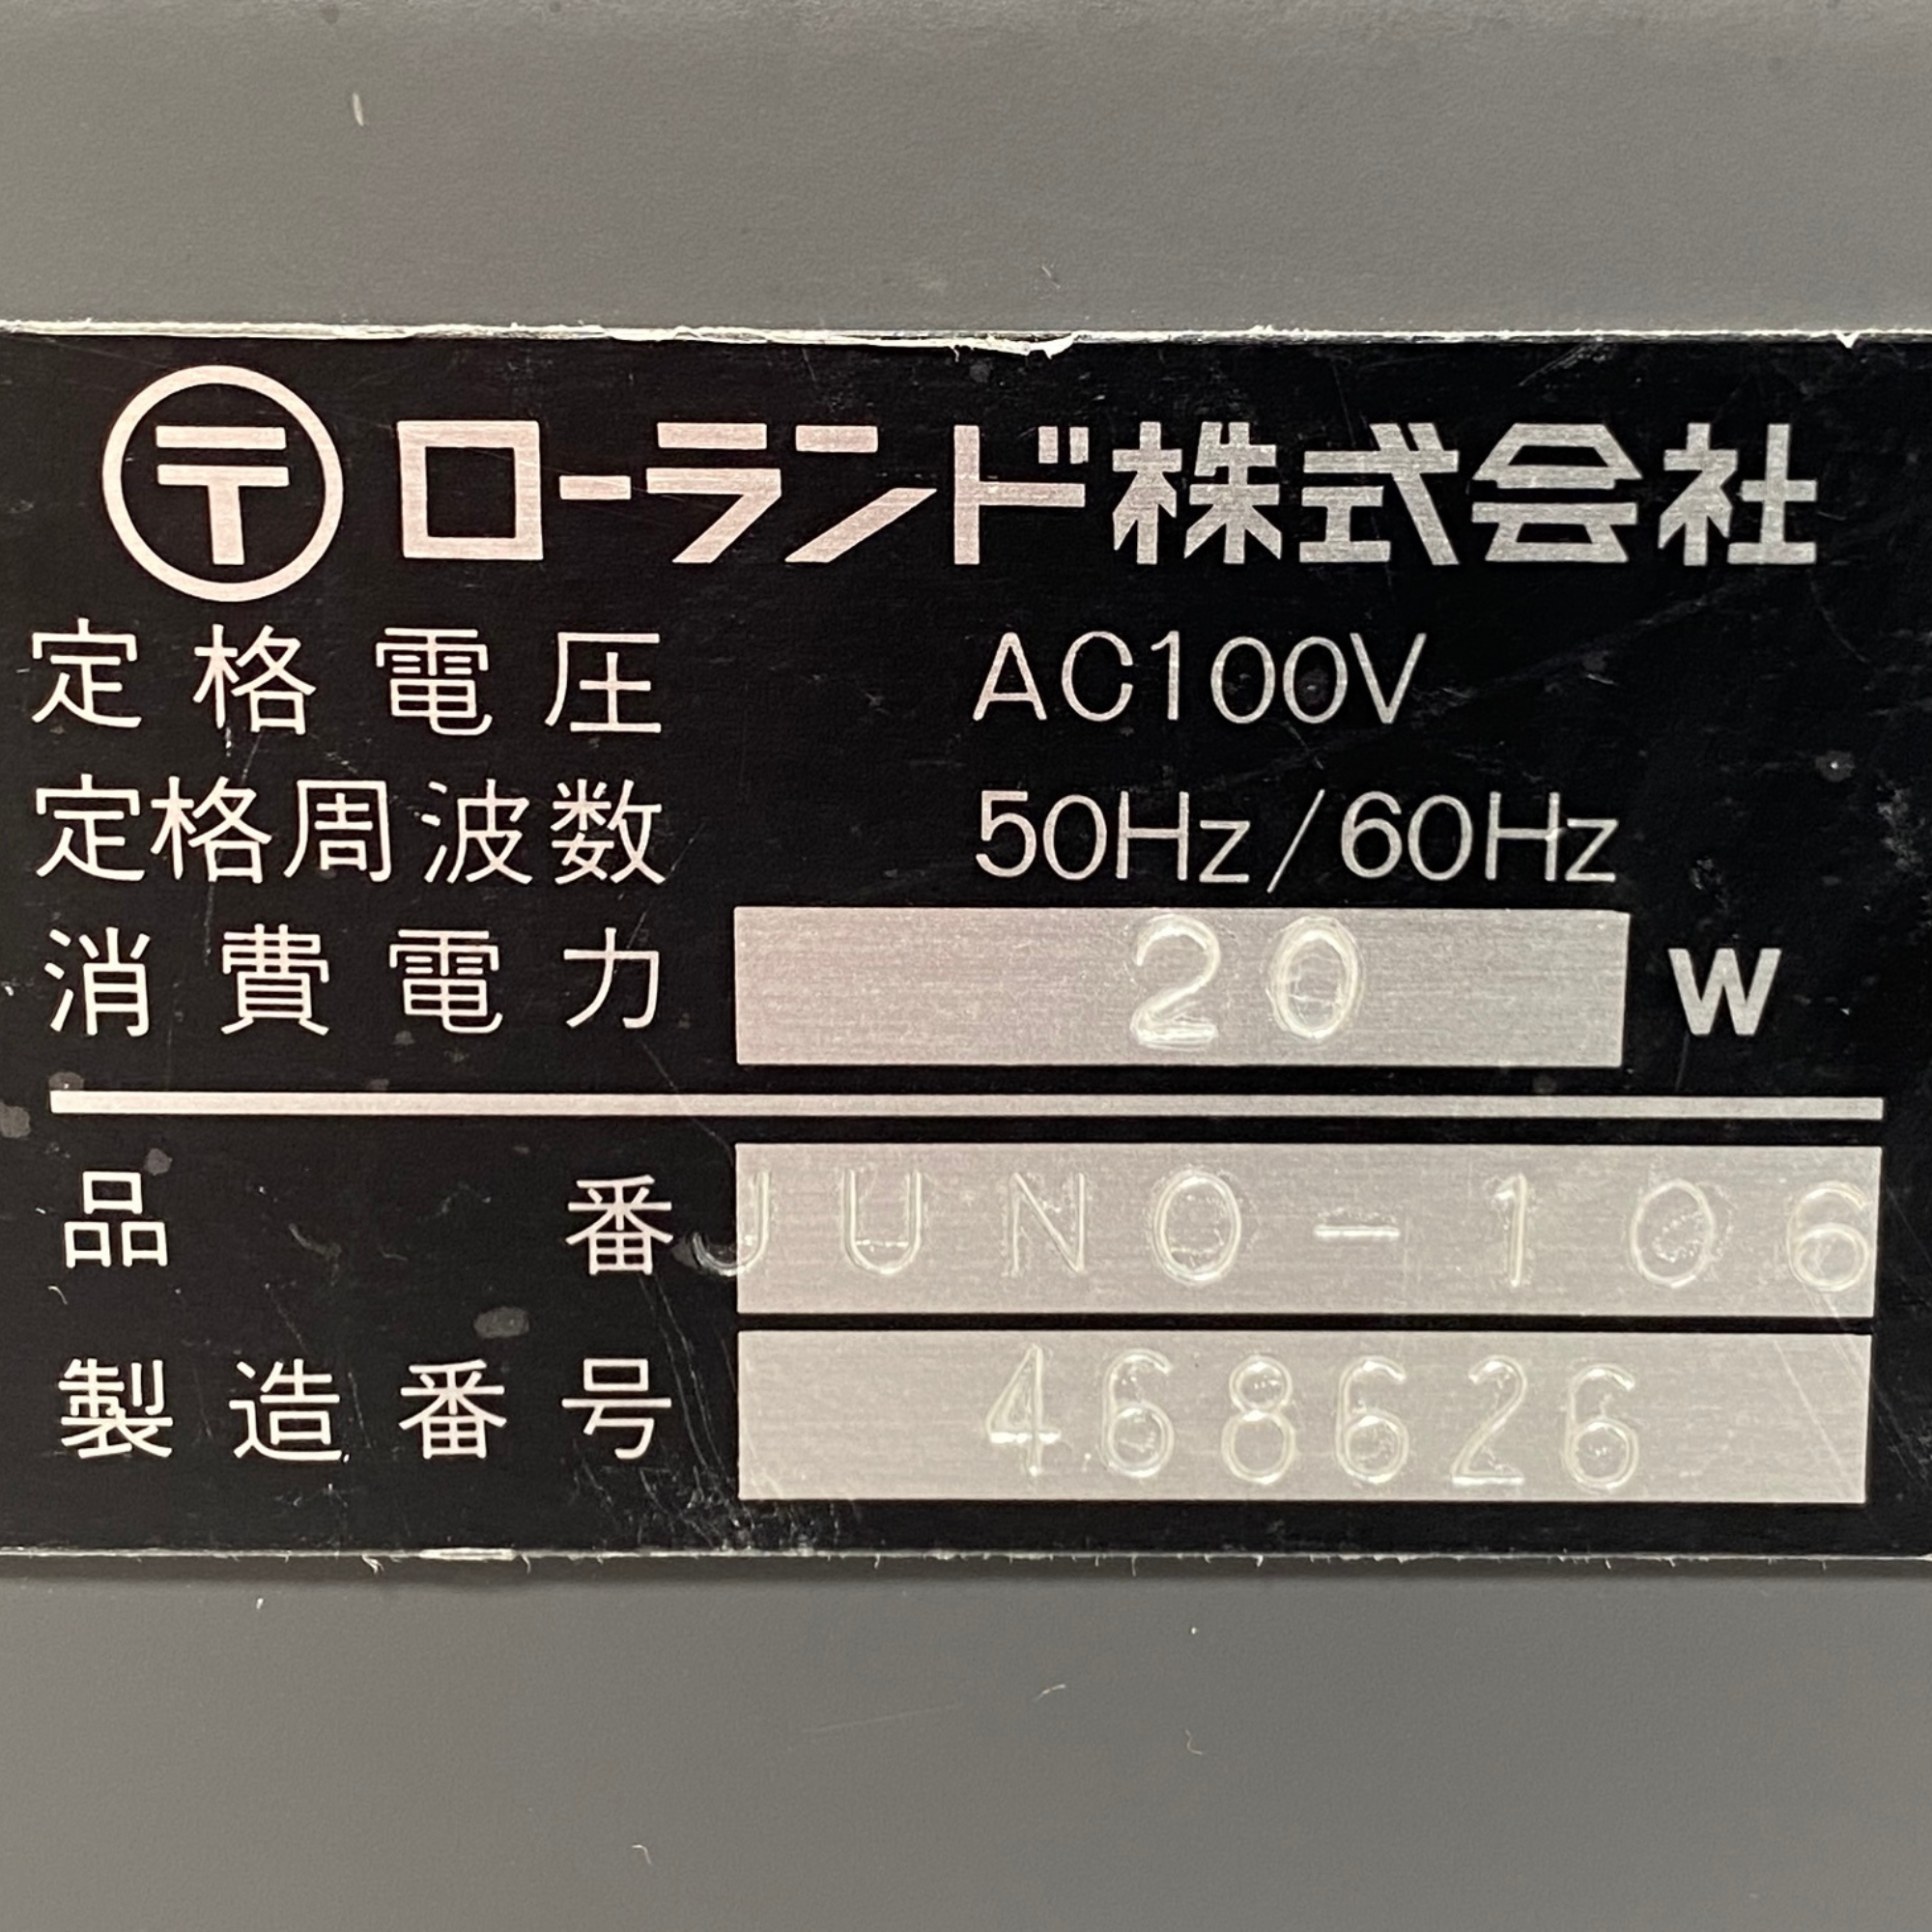 〒 ローランド株式会社
定格電圧 AC100V
定格周波数 50Hz/60Hz
消費電力 20 W
品番 JUNO-106
製造番号 468626